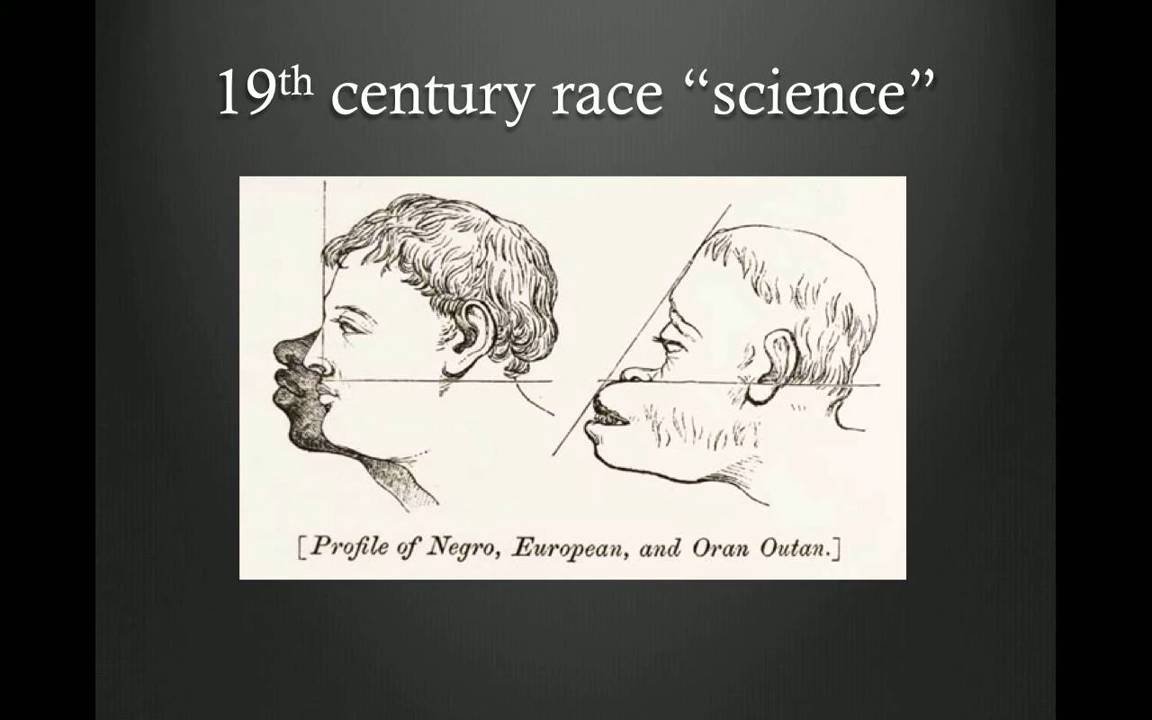 19th century race “science”
[Profile of Negro, European, and Oran Outan.]